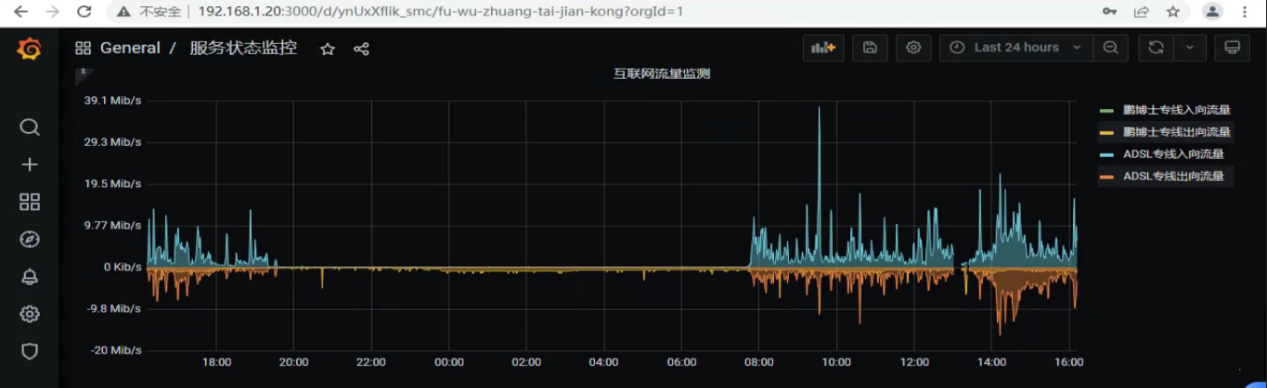 不安全 | 192.168.1.20:3000/d/ynUxXflik_smc/fu-wu-zhuang-tai-jian-kong?orgId=1
General / 服务状态监控
Last 24 hours
互联网流量监测
39.1 Mib/s
29.3 Mib/s
19.5 Mib/s
9.77 Mib/s
0 Kib/s
-9.8 Mib/s
-20 Mib/s
18:00 20:00 22:00 00:00 02:00 04:00 06:00 08:00 10:00 12:00 14:00 16:00
鹏博士专线入向流量
鹏博士专线出向流量
ADSL专线入向流量
ADSL专线出向流量